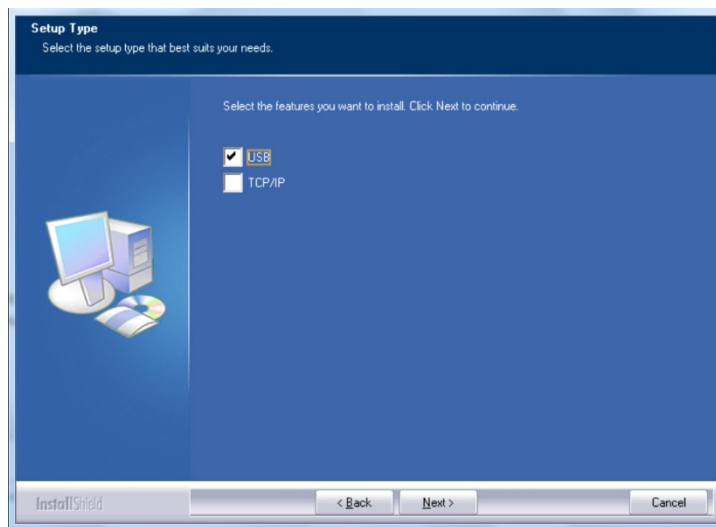 Setup Type
Select the setup type that best suits your needs.
Select the features you want to install. Click Next to continue.
USB
TCP/IP
InstallShield
< Back
Next >
Cancel